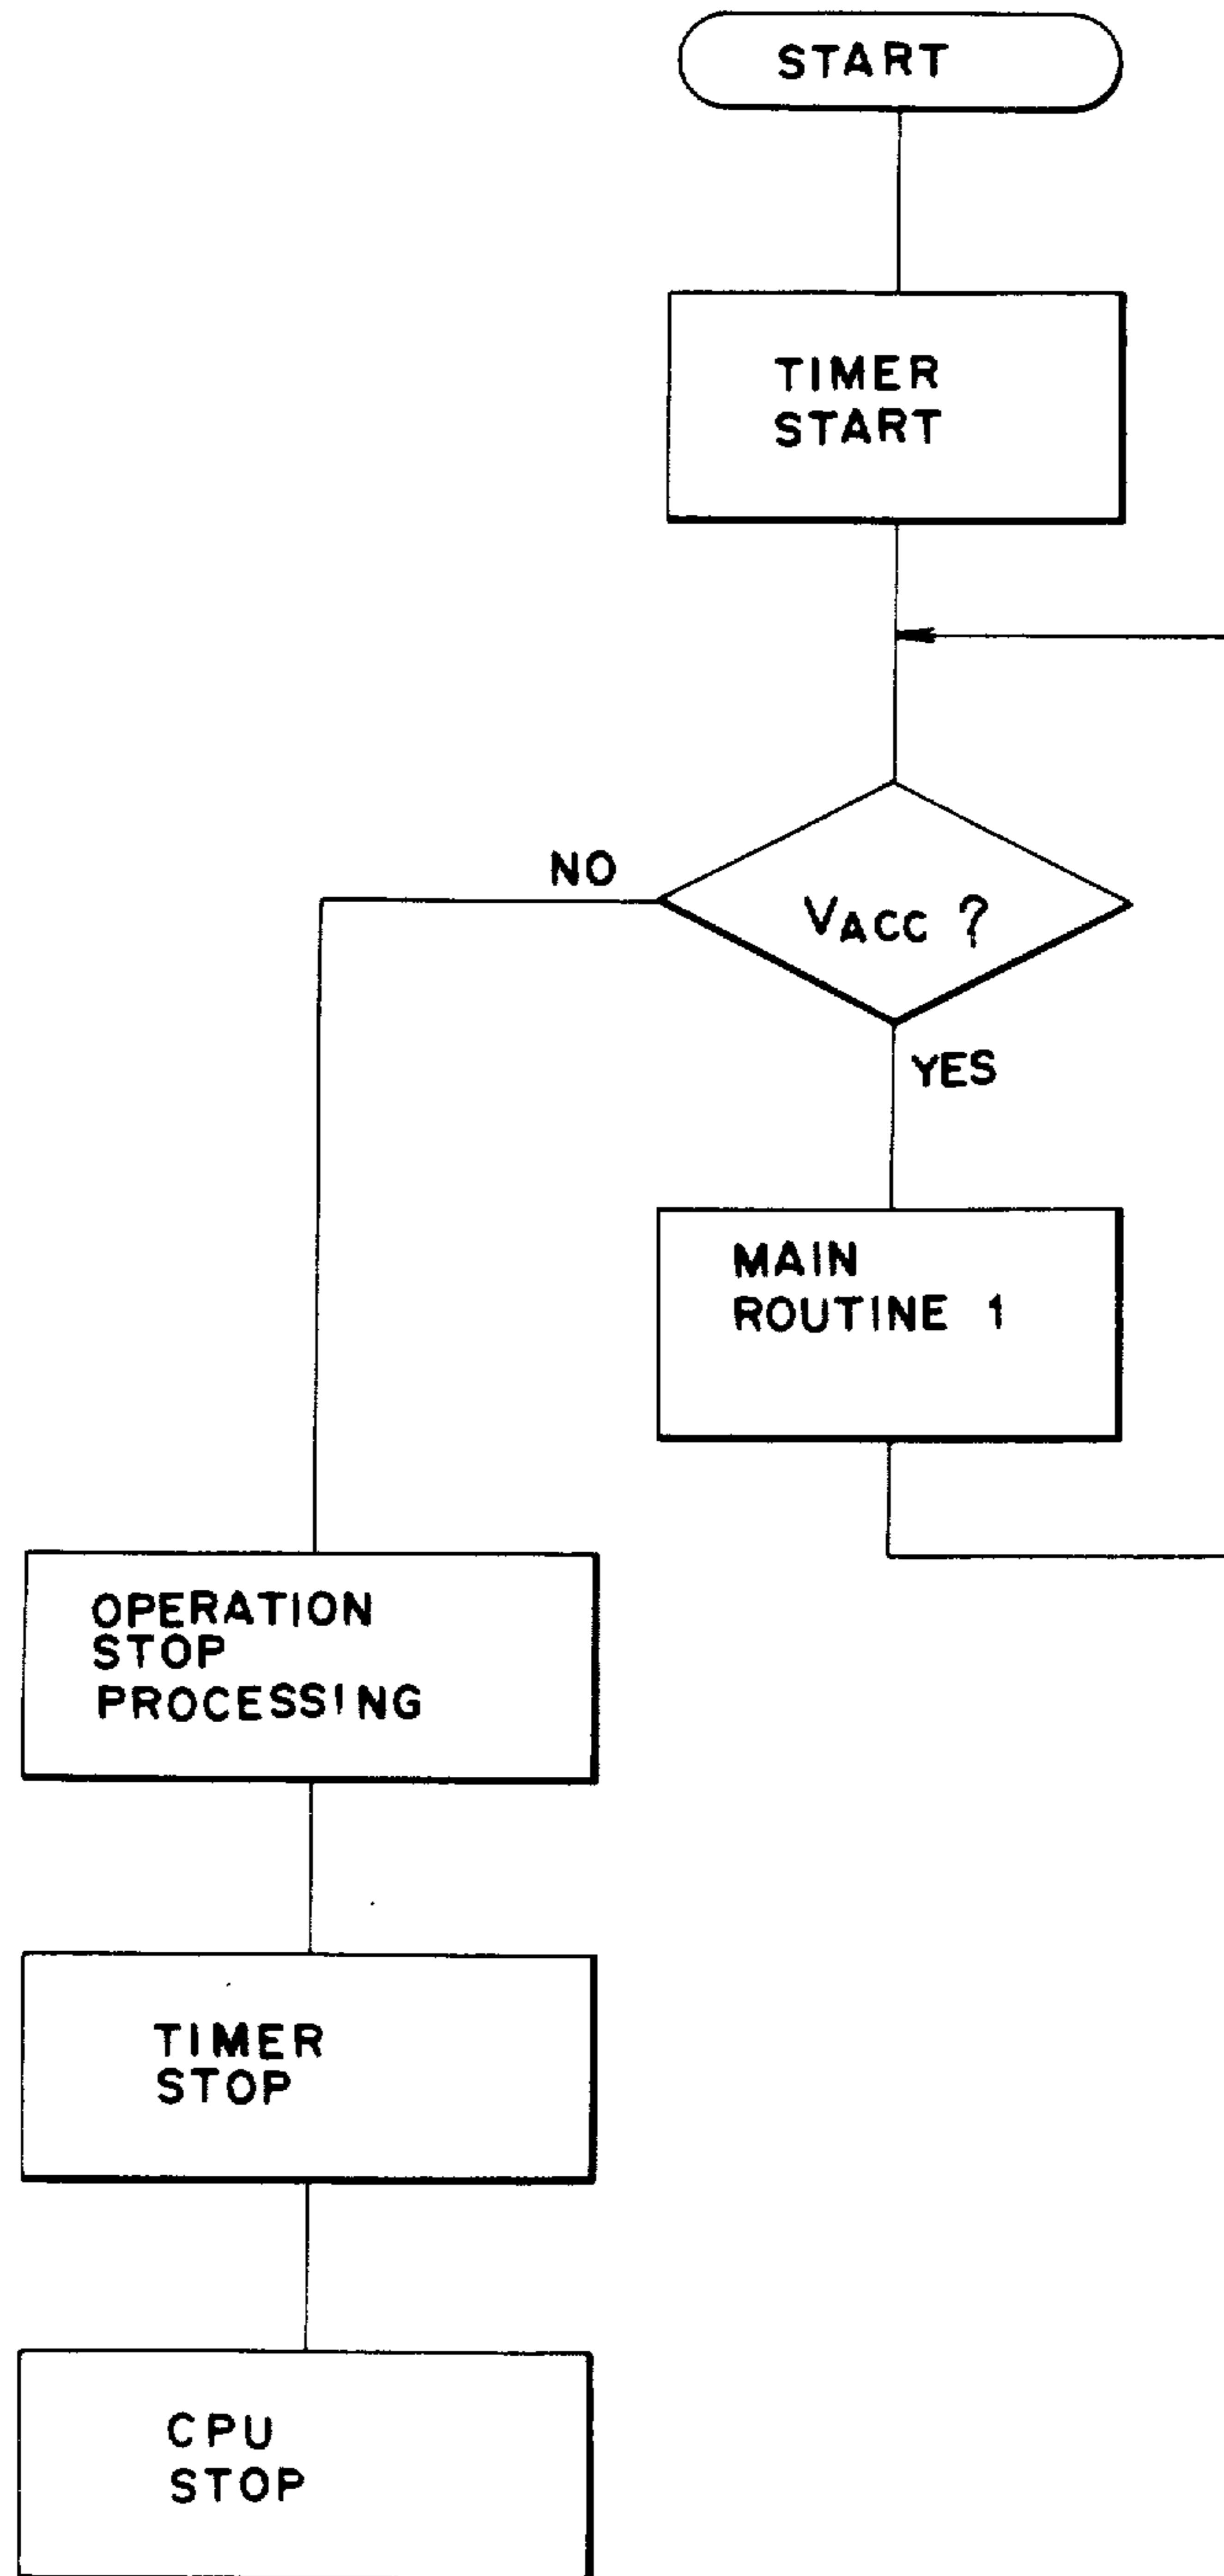 START
TIMER
START
NO
VACC ?
YES
MAIN
ROUTINE 1
OPERATION
STOP
PROCESSING
TIMER
STOP
CPU
STOP